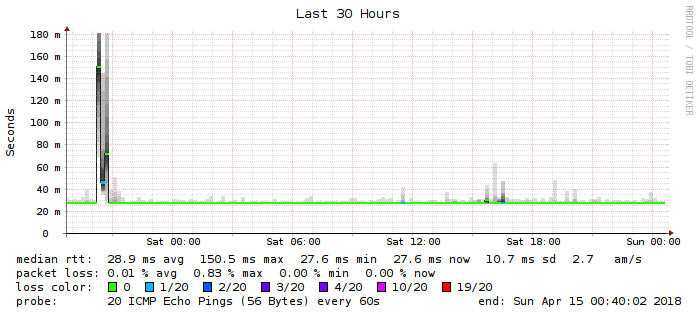 Last 30 Hours
RRDTOOL / TOBI OETIKER
Seconds
180 m
160 m
140 m
120 m
100 m
80 m
60 m
40 m
20 m
0
Sat 00:00 Sat 06:00 Sat 12:00 Sat 18:00 Sun 00:00
median rtt: 28.9 ms avg 150.5 ms max 27.6 ms min 27.6 ms now 10.7 ms sd 2.7 am/s
packet loss: 0.01 % avg 0.83 % max 0.00 % min 0.00 % now
loss color: 0 1/20 2/20 3/20 4/20 10/20 19/20
probe: 20 ICMP Echo Pings (56 Bytes) every 60s end: Sun Apr 15 00:40:02 2018